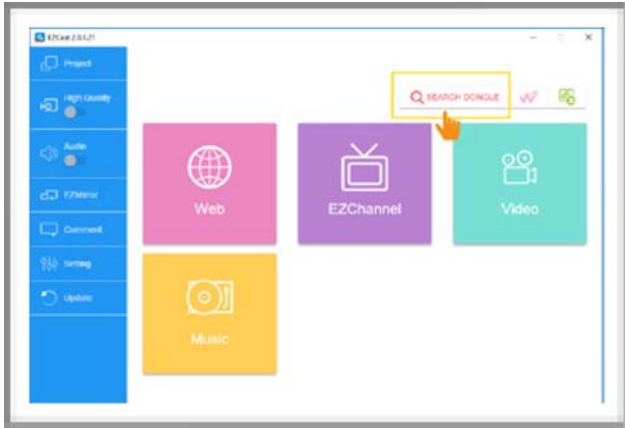 EZCast 2.0.1.21
Project
High Quality
Audio
EZMirror
Comment
Setting
Update
SEARCH DONGLE
Web
EZChannel
Video
Music